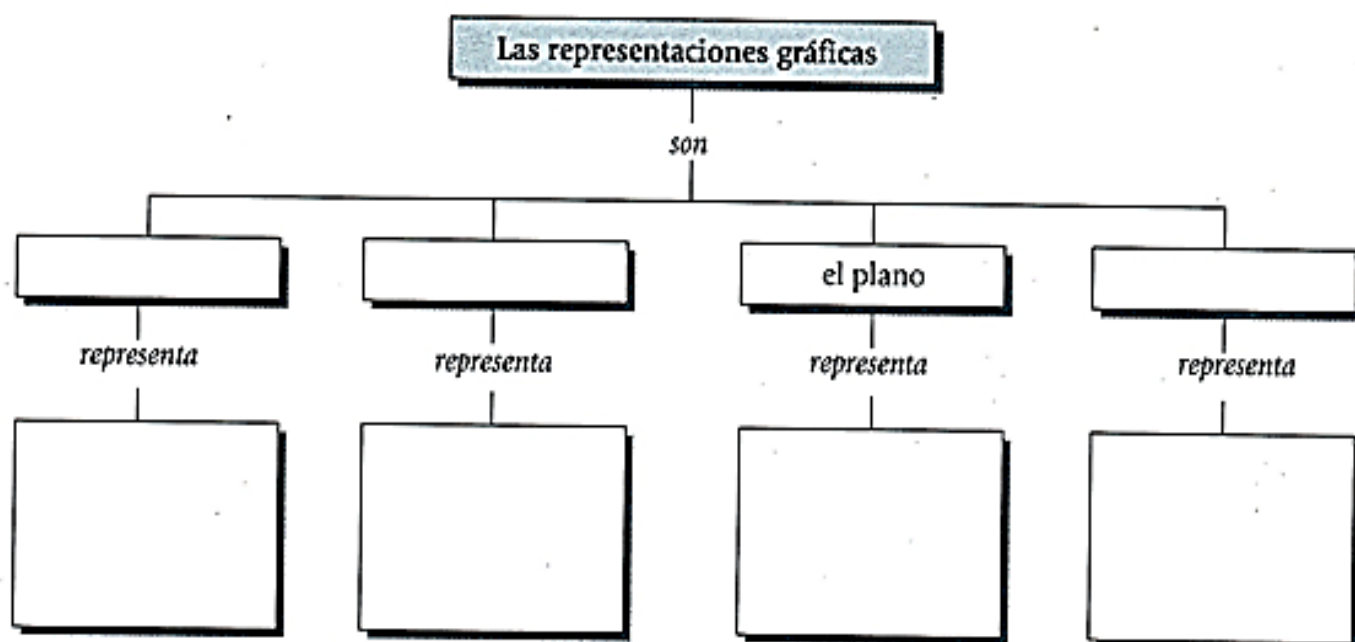 Las representaciones gráficas
son
el plano
representa
representa
representa
representa